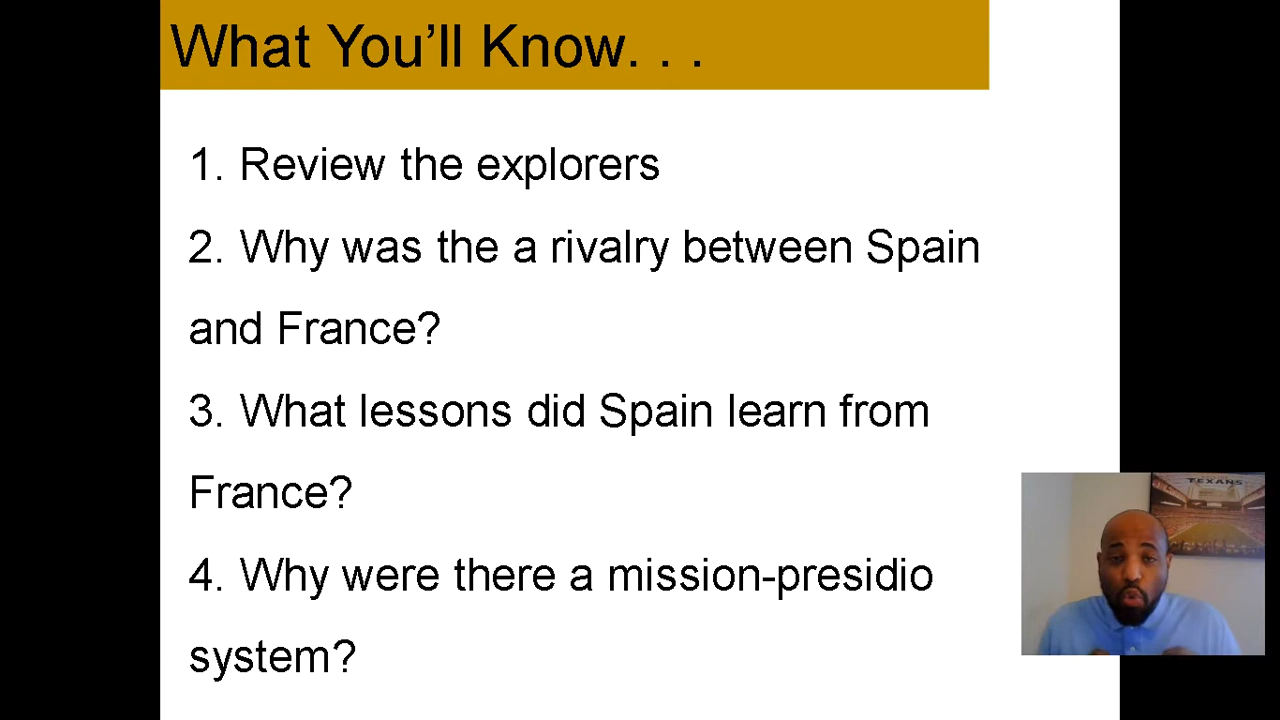 What You’ll Know. . .
1. Review the explorers
2. Why was the a rivalry between Spain
and France?
3. What lessons did Spain learn from
France?
4. Why were there a mission-presidio
system?
TEXANS